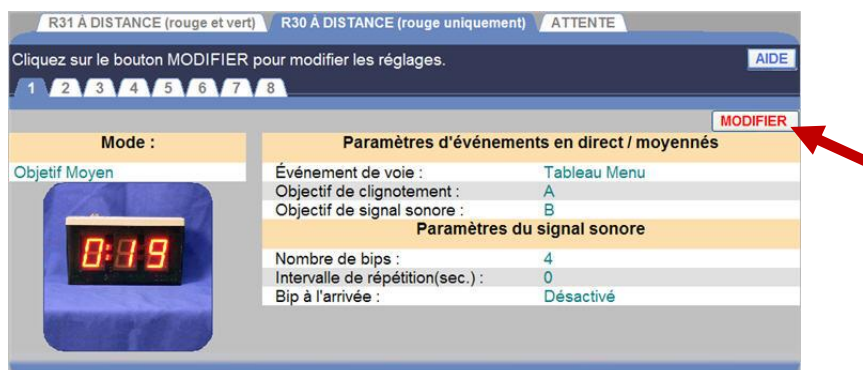 R31 À DISTANCE (rouge et vert) R30 À DISTANCE (rouge uniquement) ATTENTE
Cliquez sur le bouton MODIFIER pour modifier les réglages. AIDE
1 2 3 4 5 6 7 8
MODIFIER
Mode : Paramètres d'événements en direct / moyennés
Objetif Moyen Événement de voie : Tableau Menu
Objectif de clignotement : A
Objectif de signal sonore : B
Paramètres du signal sonore
0:19 Nombre de bips : 4
Intervalle de répétition(sec.) : 0
Bip à l'arrivée : Désactivé